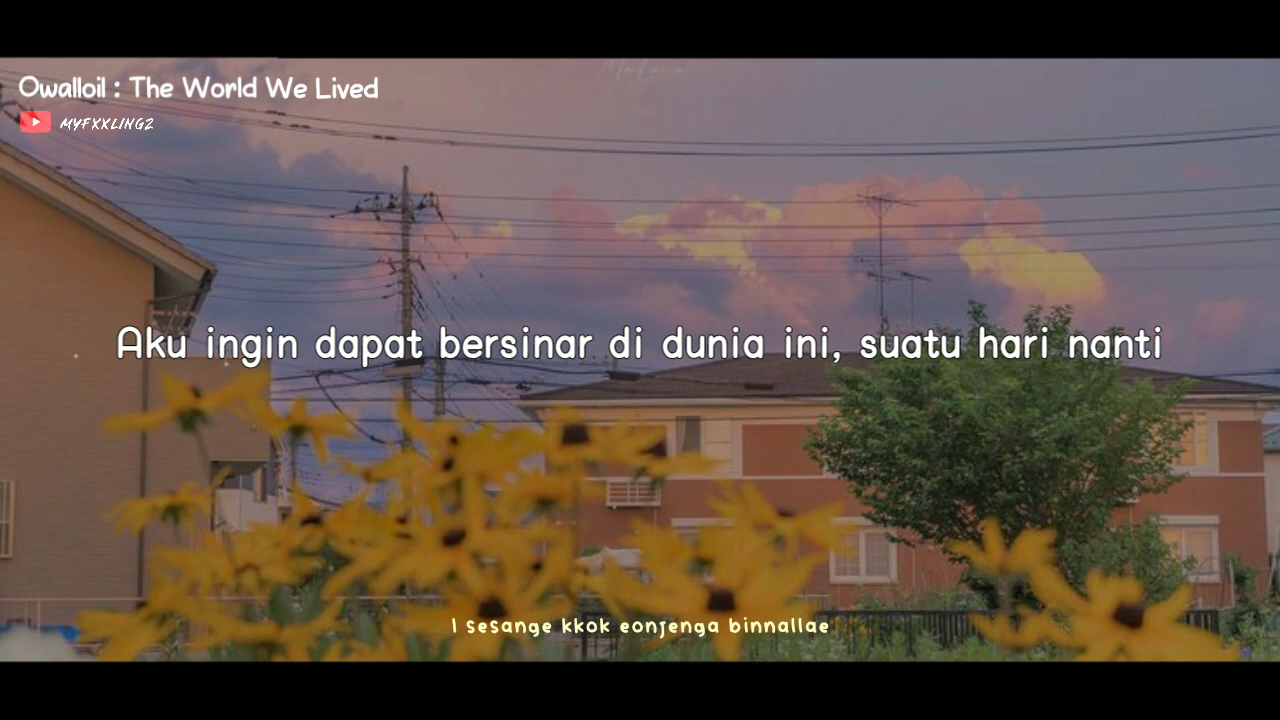 Owalloil : The World We Lived
MYFXXLINGZ
Aku ingin dapat bersinar di dunia ini, suatu hari nanti
I sesange kkok eonjenga binnallae